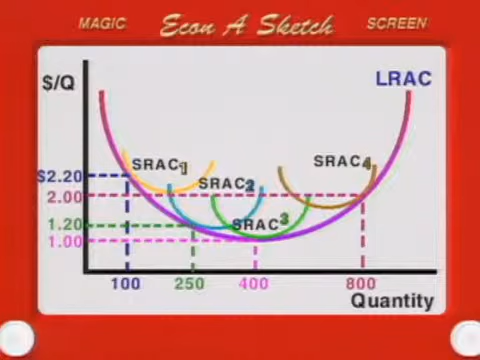 MAGIC Econ A Sketch SCREEN
$/Q
LRAC
SRAC1
SRAC2
SRAC3
SRAC4
$2.20
2.00
1.20
1.00
100 250 400 800
Quantity